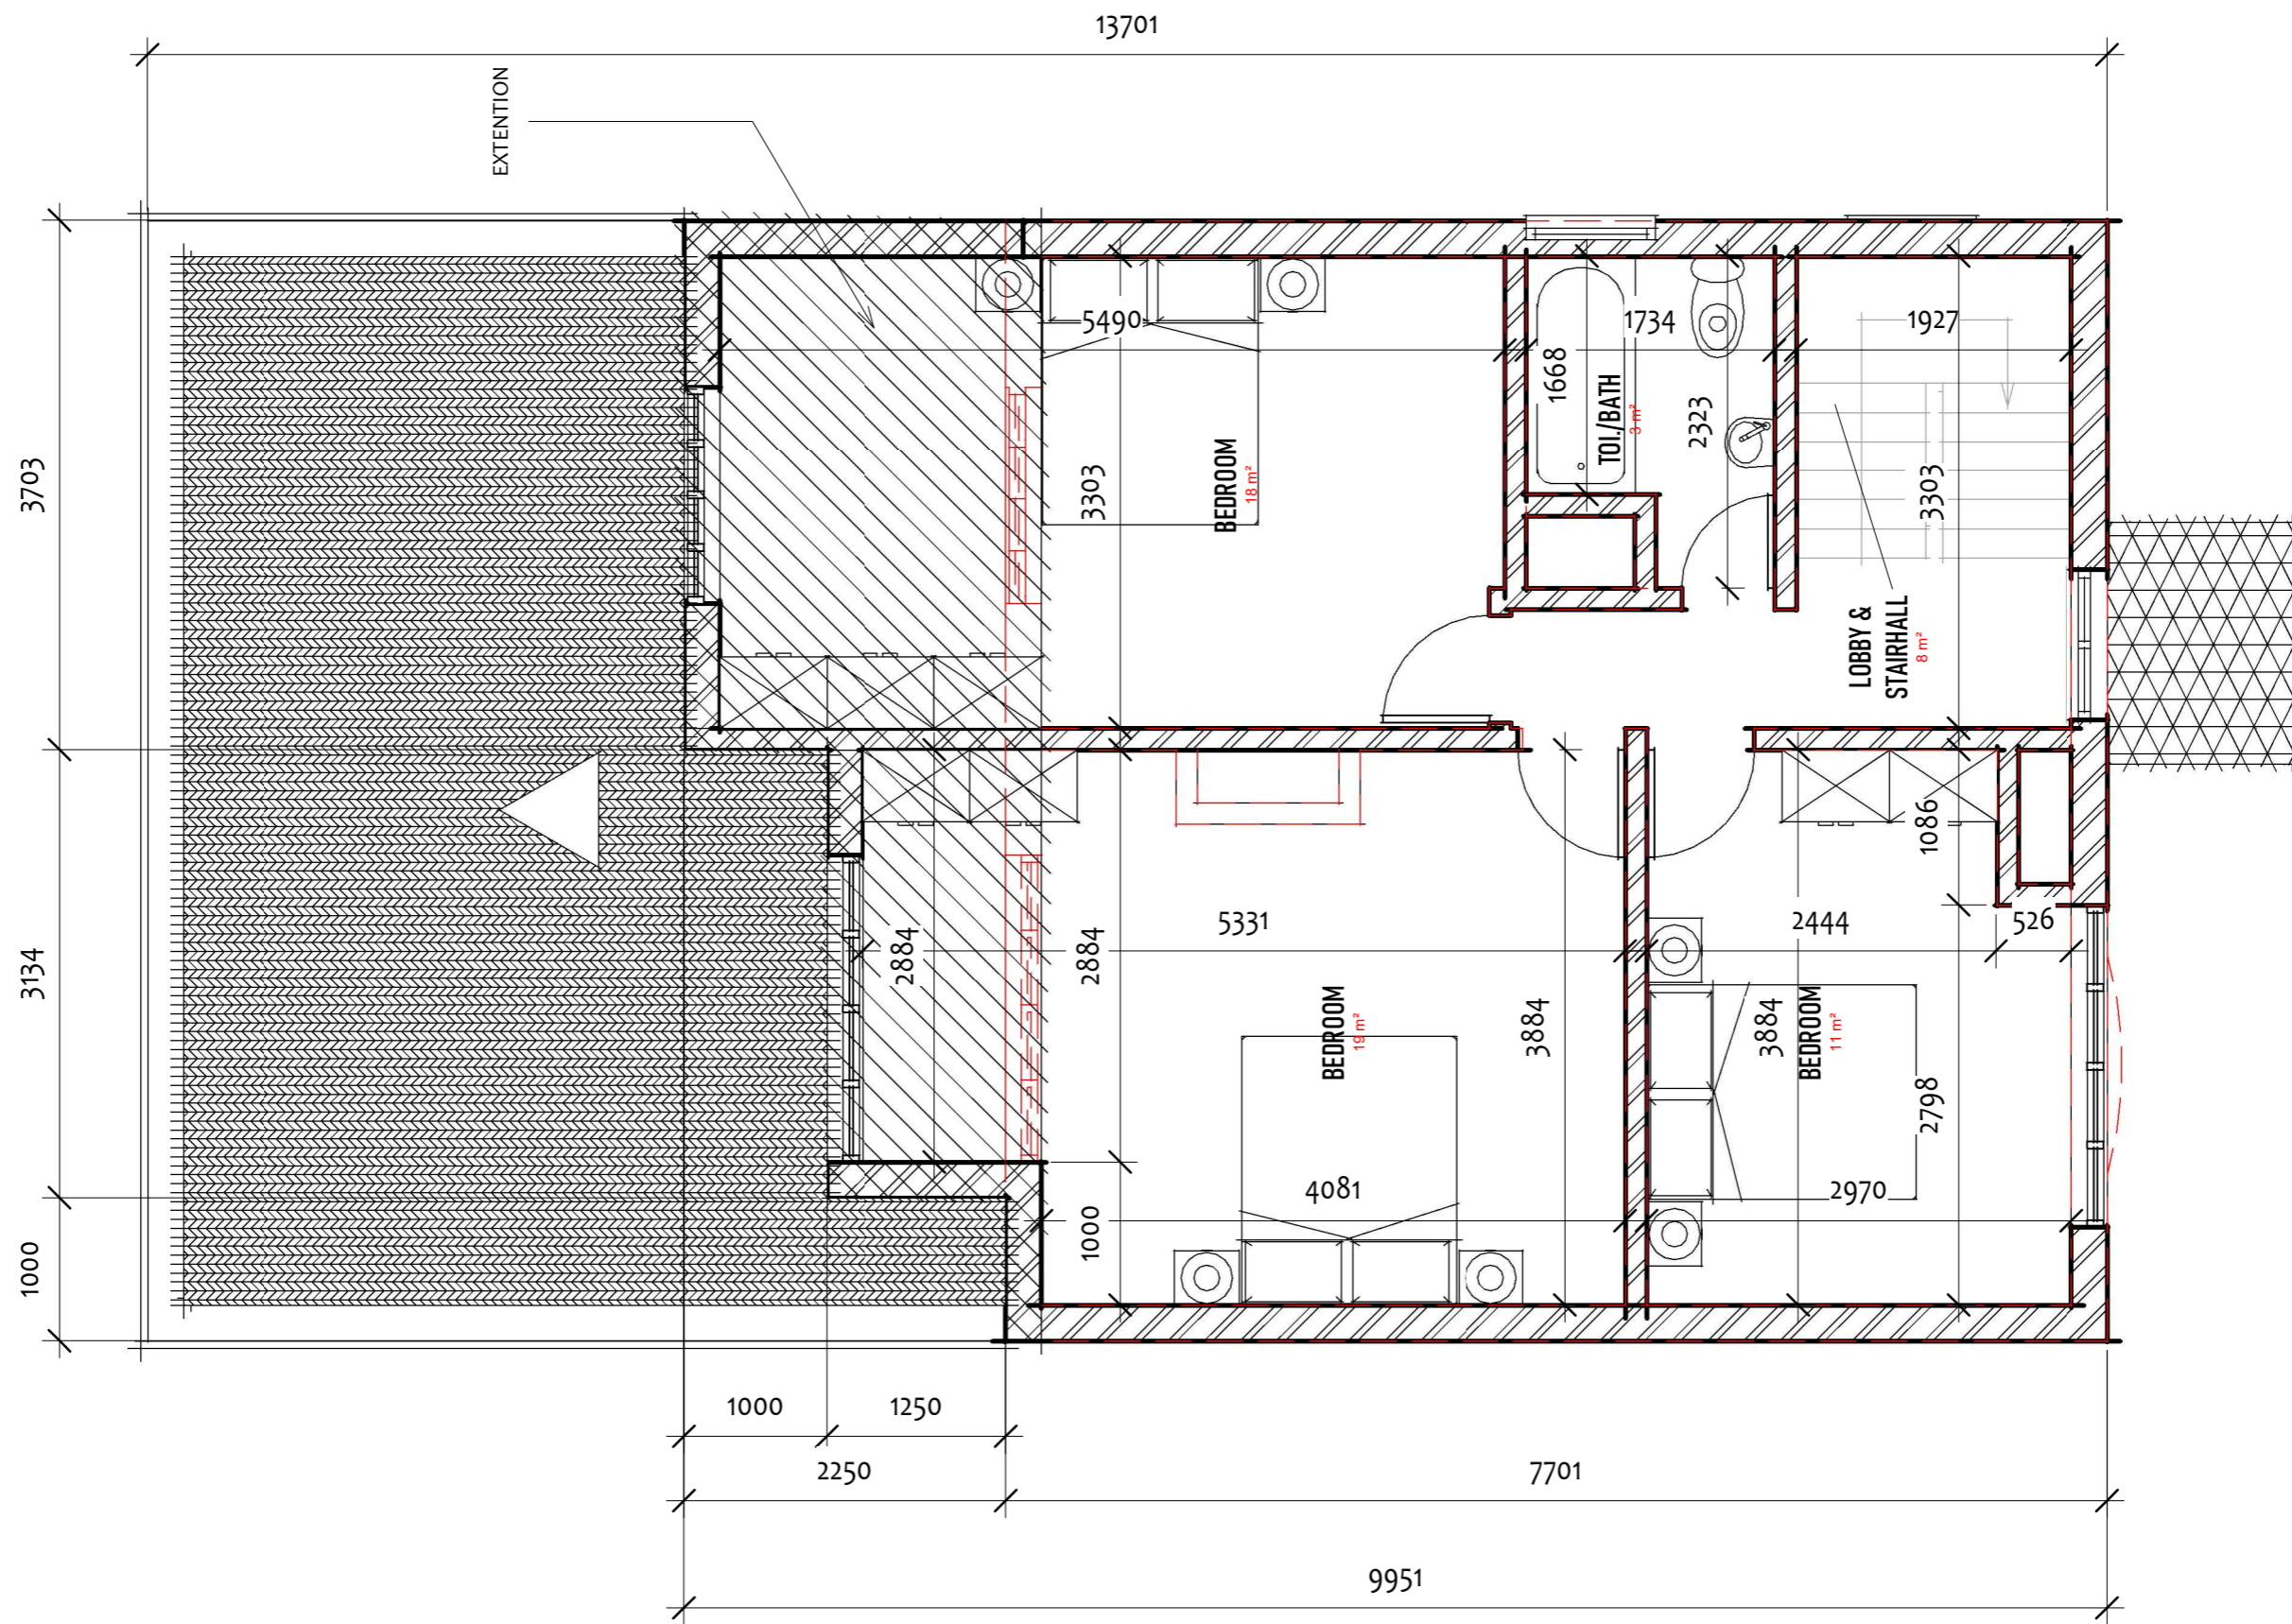 13701
EXTENTION
5490
1734
1927
1668
TOI./BATH
3 m²
2323
3703
3303
BEDROOM
18 m²
3303
LOBBY &
STAIRHALL
8 m²
1086
5331
2444
526
3134
2884
2884
BEDROOM
19 m²
3884
3884
BEDROOM
11 m²
2798
4081
2970
1000
1000
1000
1250
2250
7701
9951